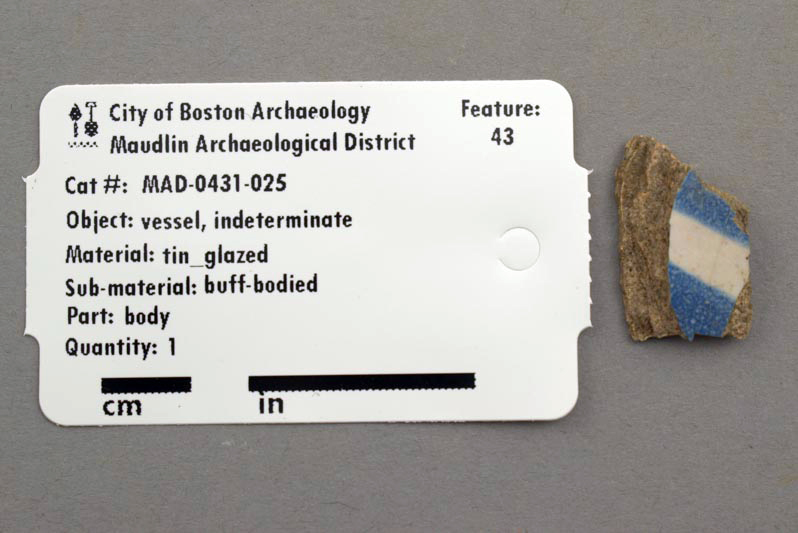 City of Boston Archaeology
Maudlin Archaeological District
Feature:
43
Cat #: MAD-0431-025
Object: vessel, indeterminate
Material: tin_glazed
Sub-material: buff-bodied
Part: body
Quantity: 1
cm in